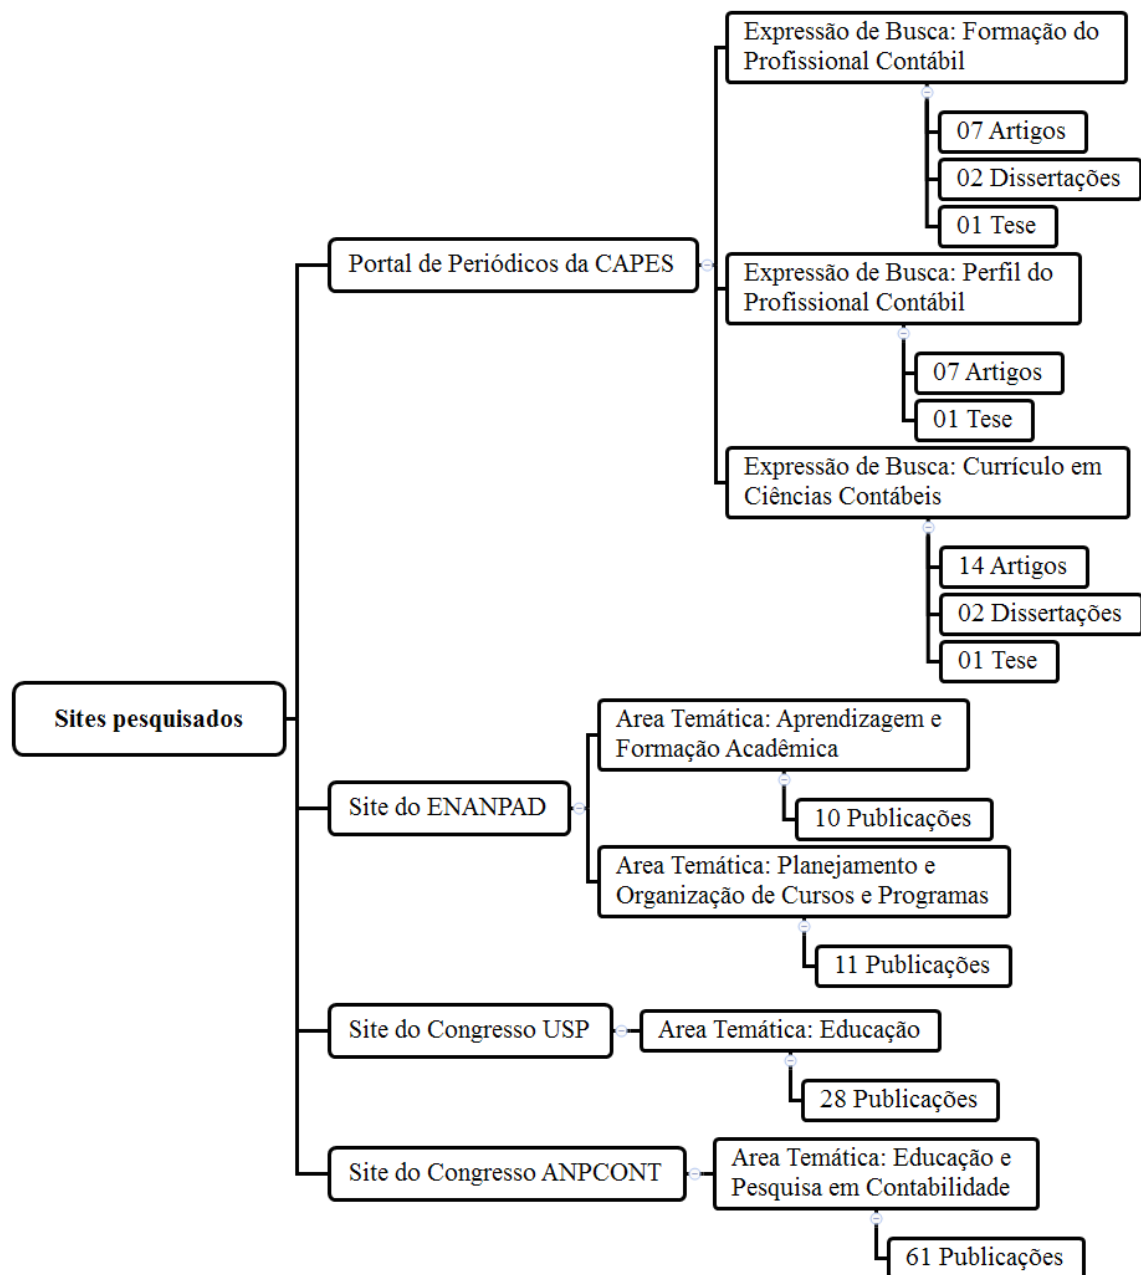 Sites pesquisados
Portal de Periódicos da CAPES
Expressão de Busca: Formação do
Profissional Contábil
07 Artigos
02 Dissertações
01 Tese
Expressão de Busca: Perfil do
Profissional Contábil
07 Artigos
01 Tese
Expressão de Busca: Currículo em
Ciências Contábeis
14 Artigos
02 Dissertações
01 Tese
Site do ENANPAD
Area Temática: Aprendizagem e
Formação Acadêmica
10 Publicações
Area Temática: Planejamento e
Organização de Cursos e Programas
11 Publicações
Site do Congresso USP
Area Temática: Educação
28 Publicações
Site do Congresso ANPCONT
Area Temática: Educação e
Pesquisa em Contabilidade
61 Publicações